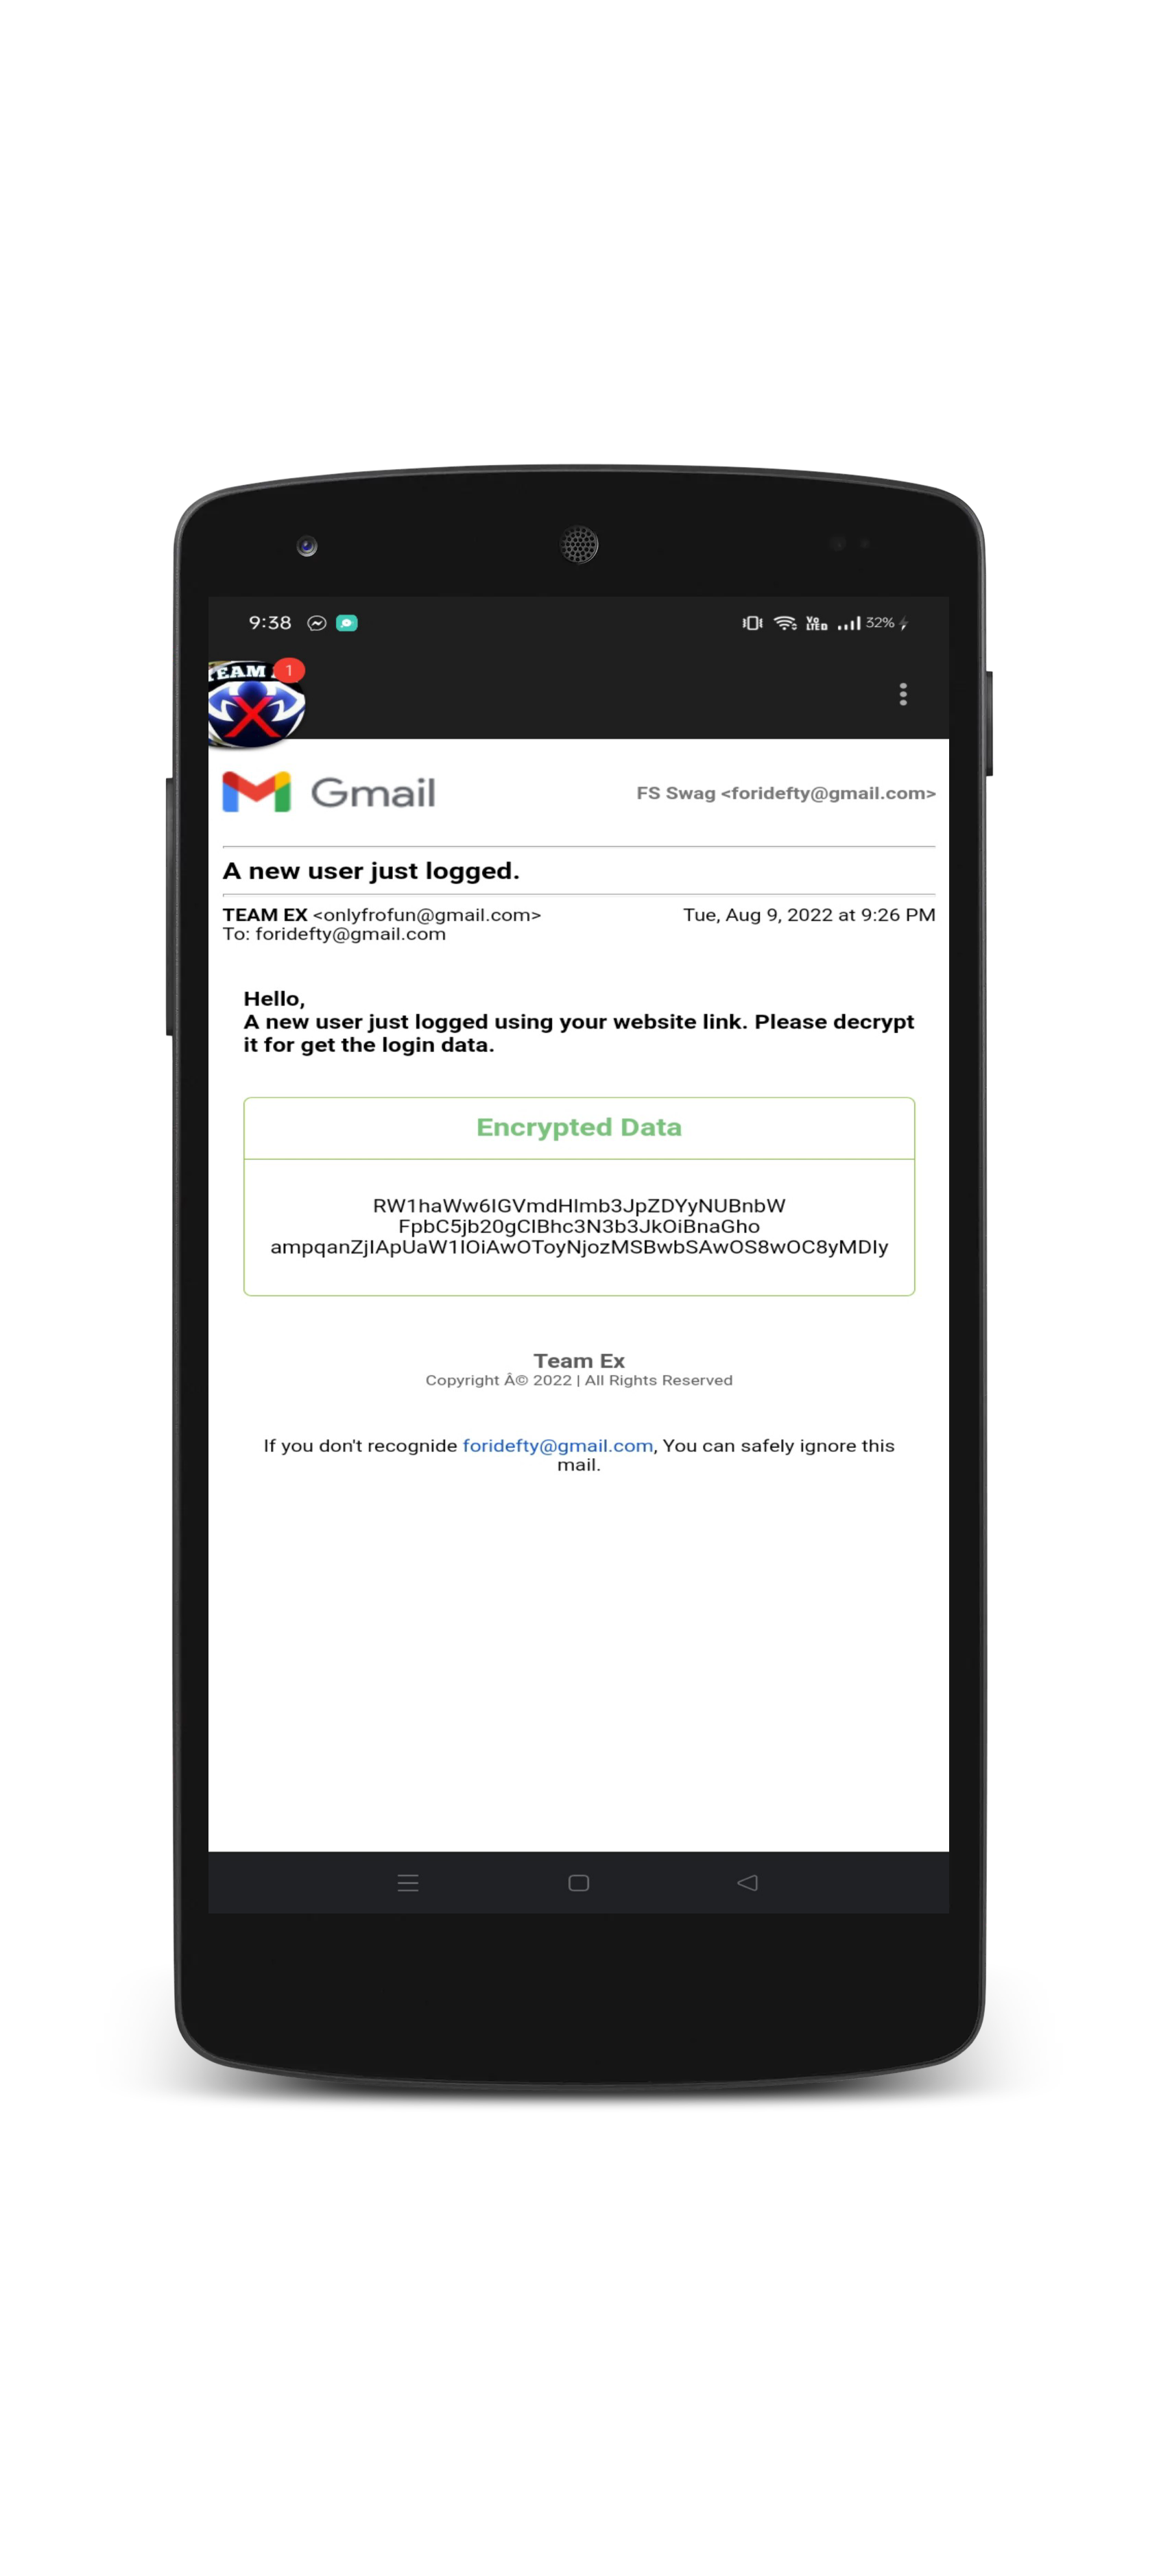 9:38
Vo LTE 32%
TEAM
1
Gmail
FS Swag <foridefty@gmail.com>
A new user just logged.
TEAM EX <onlyfrofun@gmail.com> Tue, Aug 9, 2022 at 9:26 PM
To: foridefty@gmail.com
Hello,
A new user just logged using your website link. Please decrypt
it for get the login data.
Encrypted Data
RW1haWw6IGVmdHlmb3JpZDYyNUBnbW
FpbC5jb20gClBhc3N3b3JkOiBnaGho
ampqanZjIApUaW1lOiAwOToyNjozMSBwbSAwOS8wOC8yMDIy
Team Ex
Copyright Â© 2022 | All Rights Reserved
If you don't recognide foridefty@gmail.com, You can safely ignore this
mail.